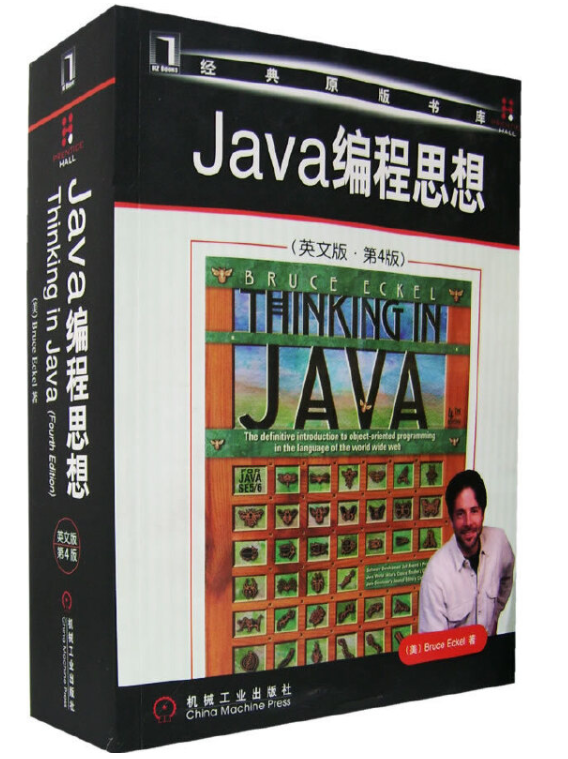 HZ BOOKS
经典原版书库
PRENTICE
HALL
Java编程思想
(英文版·第4版)
BRUCE ECKEL
THINKING IN
JAVA
The definitive introduction to object-oriented programming
in the language of the world wide web
FOR
JAVA
SE5/6
(美) Bruce Eckel 著
机械工业出版社
China Machine Press
PRENTICE
HALL
Java编程思想
Thinking in Java (Fourth Edition)
(美) Bruce Eckel 著
英文版
第4版
机械工业出版社
China Machine Press